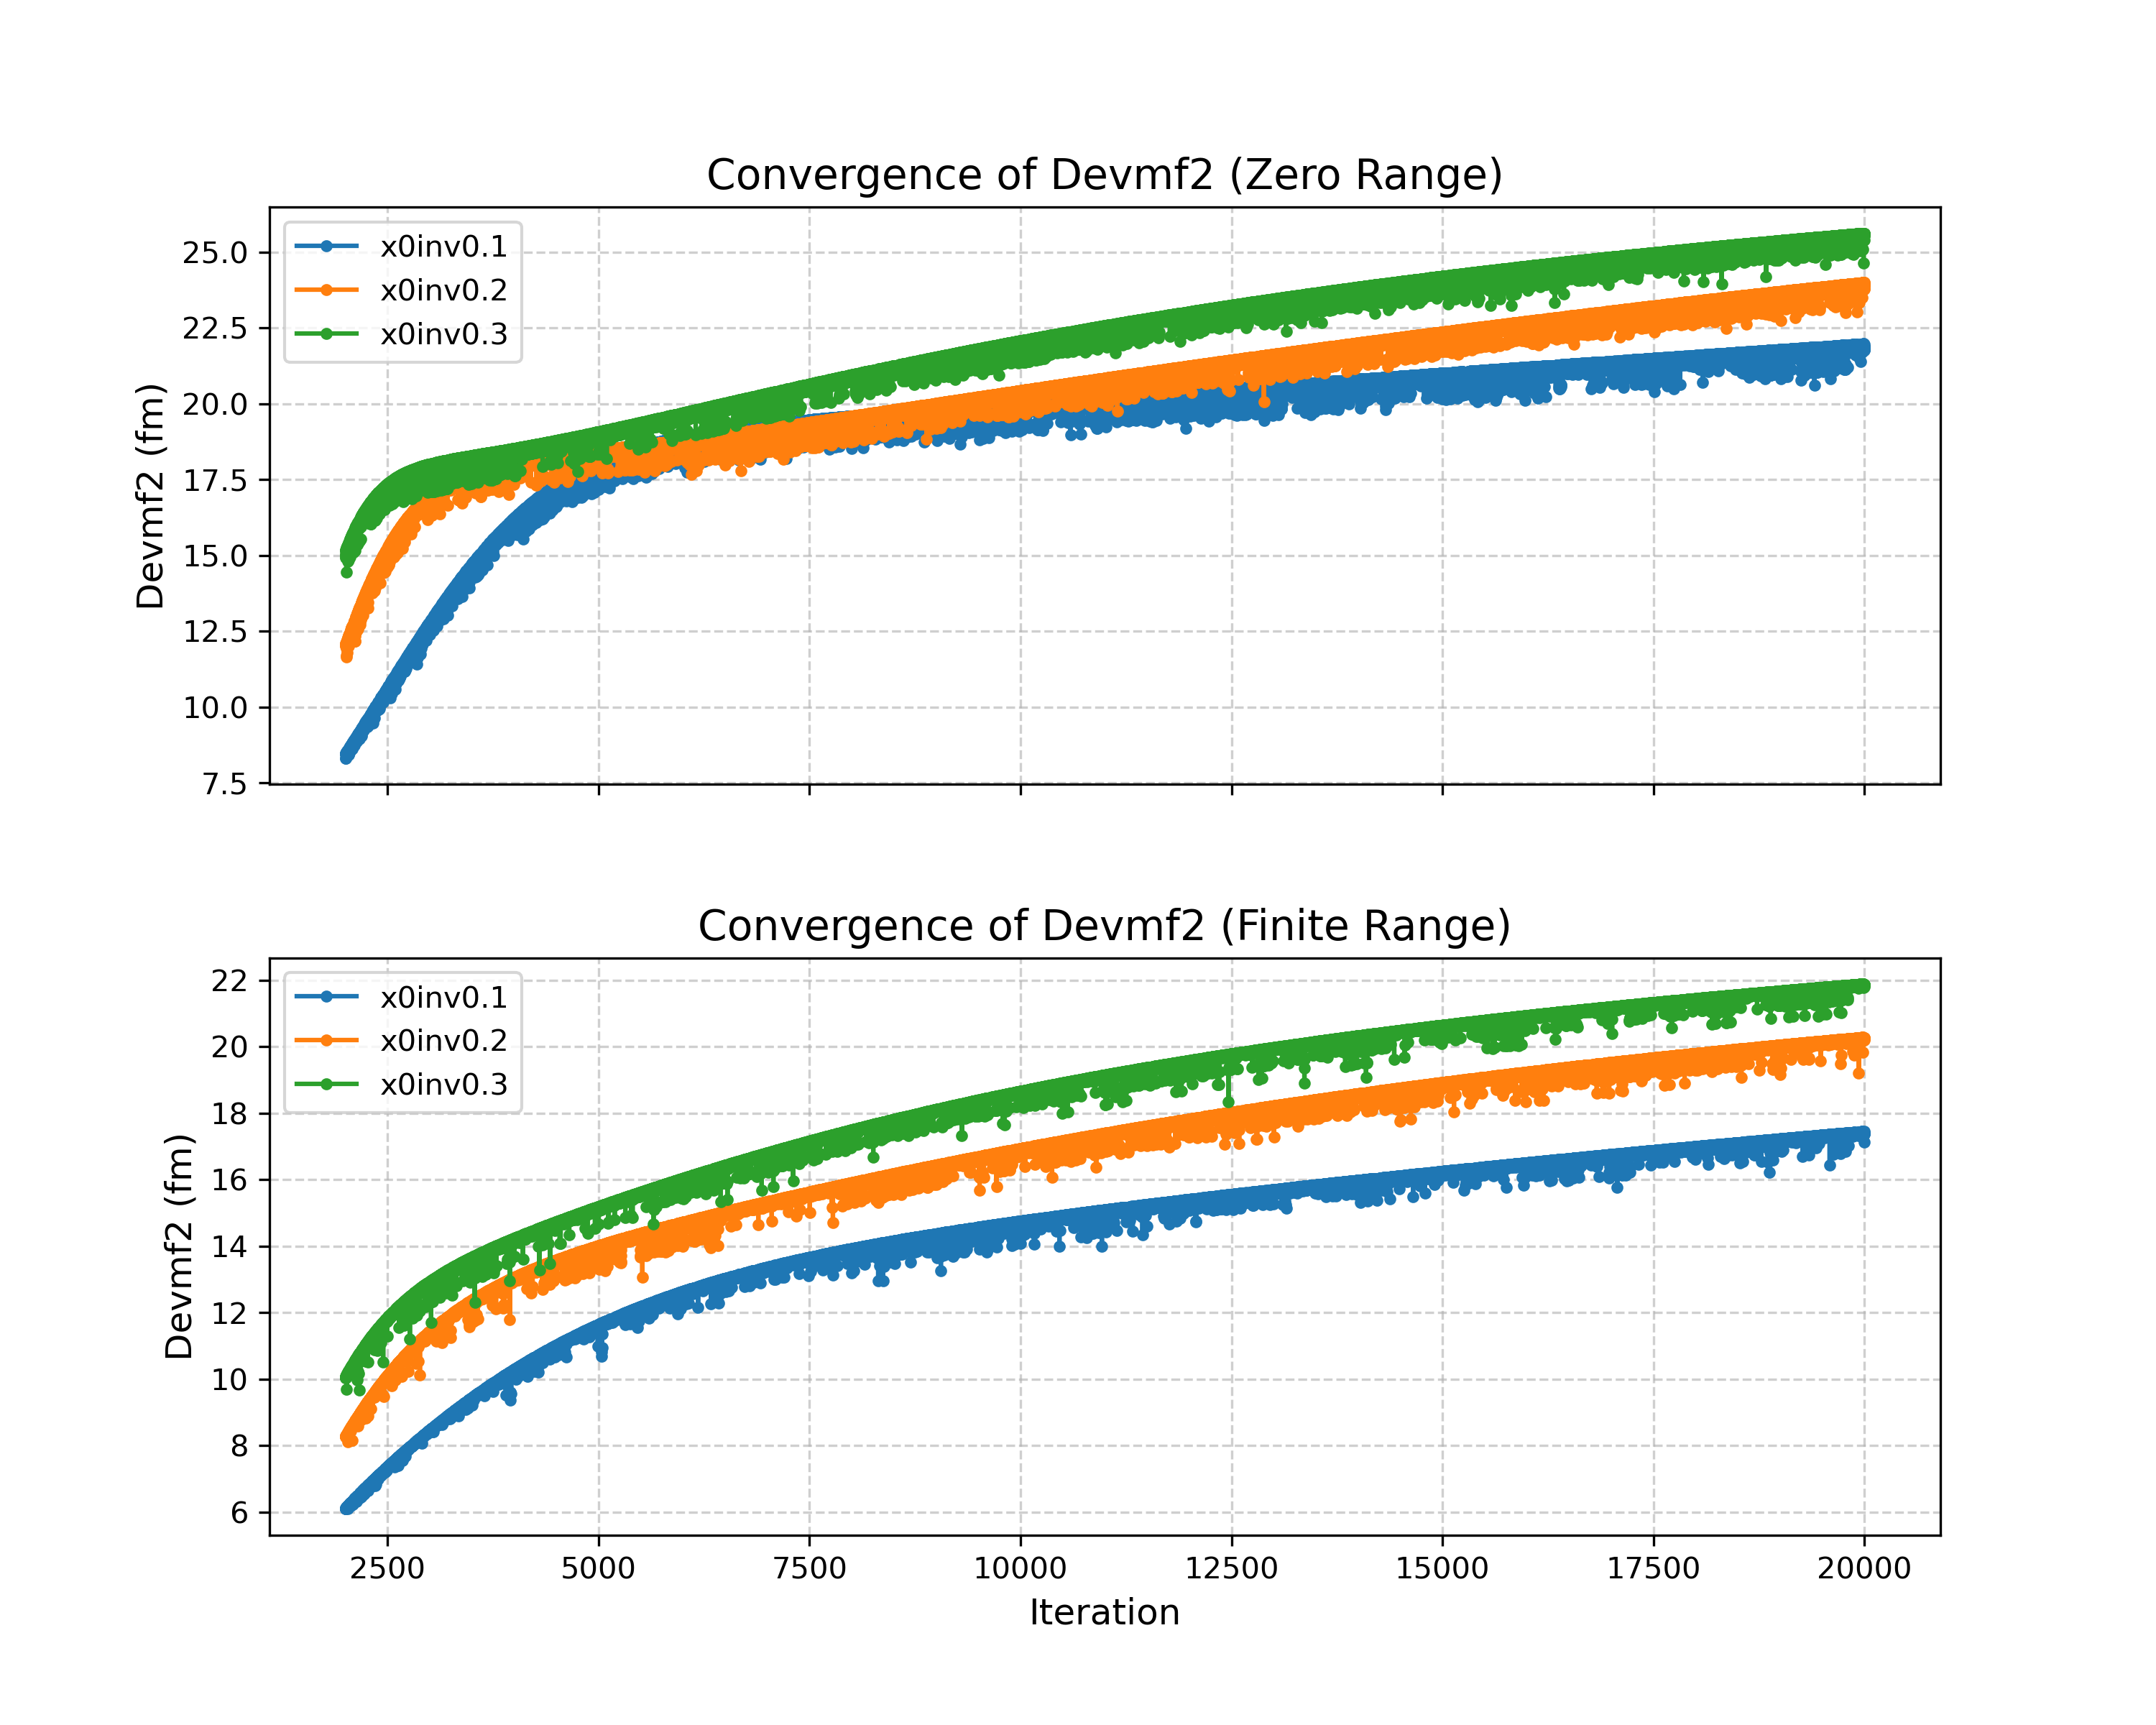 Convergence of Devmf2 (Zero Range)
x0inv0.1
x0inv0.2
x0inv0.3
Devmf2 (fm)
25.0
22.5
20.0
17.5
15.0
12.5
10.0
7.5
Convergence of Devmf2 (Finite Range)
x0inv0.1
x0inv0.2
x0inv0.3
Devmf2 (fm)
22
20
18
16
14
12
10
8
6
2500 5000 7500 10000 12500 15000 17500 20000
Iteration